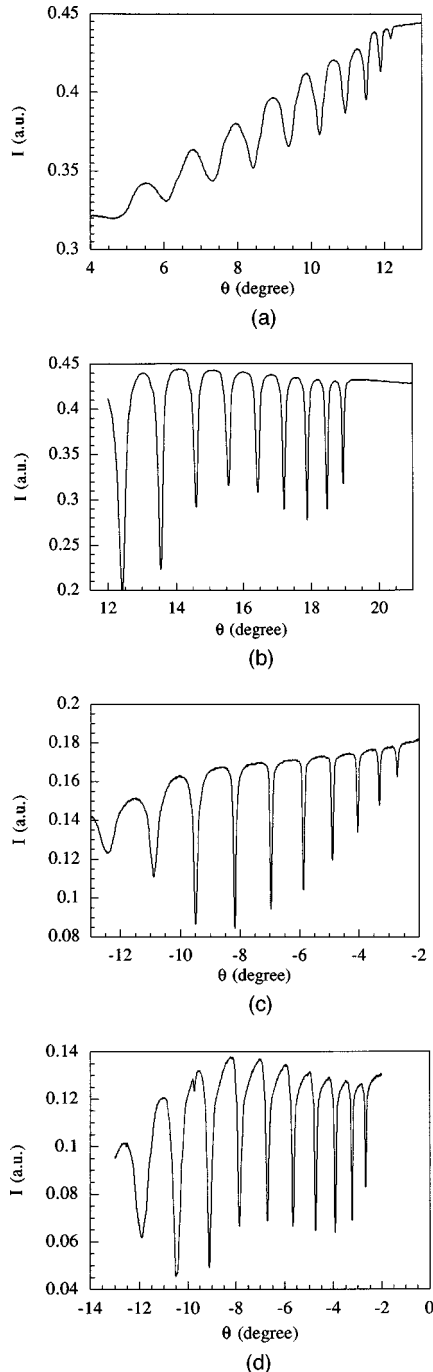 0.45
0.4
0.35
0.3
I (a.u.)
4 6 8 10 12
θ (degree)
(a)
0.45
0.4
0.35
0.3
0.25
0.2
I (a.u.)
12 14 16 18 20
θ (degree)
(b)
0.2
0.18
0.16
0.14
0.12
0.1
0.08
I (a.u.)
-12 -10 -8 -6 -4 -2
θ (degree)
(c)
0.14
0.12
0.1
0.08
0.06
0.04
I (a.u.)
-14 -12 -10 -8 -6 -4 -2 0
θ (degree)
(d)